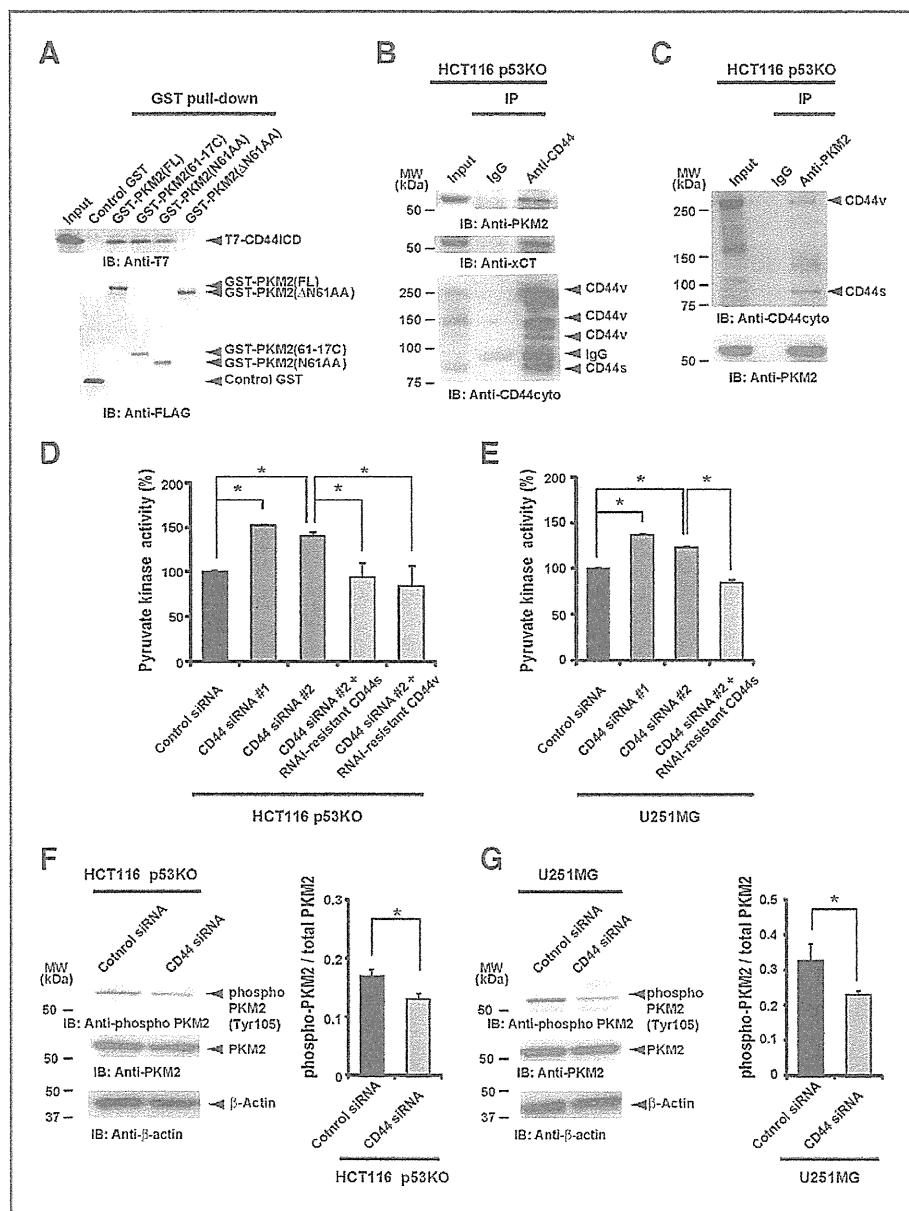 A
GST pull-down
Input
Control GST
GST-PKM2(FL)
GST-PKM2(61-17C)
GST-PKM2(N61AA)
GST-PKM2(ΔN61AA)
T7-CD44ICD
IB: Anti-T7
GST-PKM2(FL)
GST-PKM2(ΔN61AA)
GST-PKM2(61-17C)
GST-PKM2(N61AA)
Control GST
IB: Anti-FLAG
B
HCT116 p53KO
IP
Input
IgG
Anti-CD44
MW
(kDa)
50
IB: Anti-PKM2
50
IB: Anti-xCT
250
150
100
75
CD44v
CD44v
CD44v
IgG
CD44s
IB: Anti-CD44cyto
C
HCT116 p53KO
IP
Input
IgG
Anti-PKM2
MW
(kDa)
250
150
100
75
CD44v
CD44s
IB: Anti-CD44cyto
50
IB: Anti-PKM2
D
Pyruvate kinase activity (%)
200
150
100
50
0
*
*
*
*
Control siRNA
CD44 siRNA #1
CD44 siRNA #2
CD44 siRNA #2 +
RNAi-resistant CD44s
CD44 siRNA #2 +
RNAi-resistant CD44v
HCT116 p53KO
E
Pyruvate kinase activity (%)
200
150
100
50
0
*
*
*
Control siRNA
CD44 siRNA #1
CD44 siRNA #2
CD44 siRNA #2 +
RNAi-resistant CD44s
U251MG
F
HCT116 p53KO
Cotnrol siRNA
CD44 siRNA
MW
(kDa)
50
phospho
PKM2
(Tyr105)
IB: Anti-phospho PKM2
50
PKM2
IB: Anti-PKM2
50
37
β-Actin
IB: Anti-β-actin
phospho-PKM2 / total PKM2
0.3
0.2
0.1
0
*
Cotnrol siRNA
CD44 siRNA
HCT116 p53KO
G
U251MG
Cotnrol siRNA
CD44 siRNA
MW
(kDa)
50
phospho
PKM2
(Tyr105)
IB: Anti-phospho PKM2
50
PKM2
IB: Anti-PKM2
50
37
β-Actin
IB: Anti-β-actin
phospho-PKM2 / total PKM2
0.5
0.4
0.3
0.2
0.1
0
*
Cotnrol siRNA
CD44 siRNA
U251MG